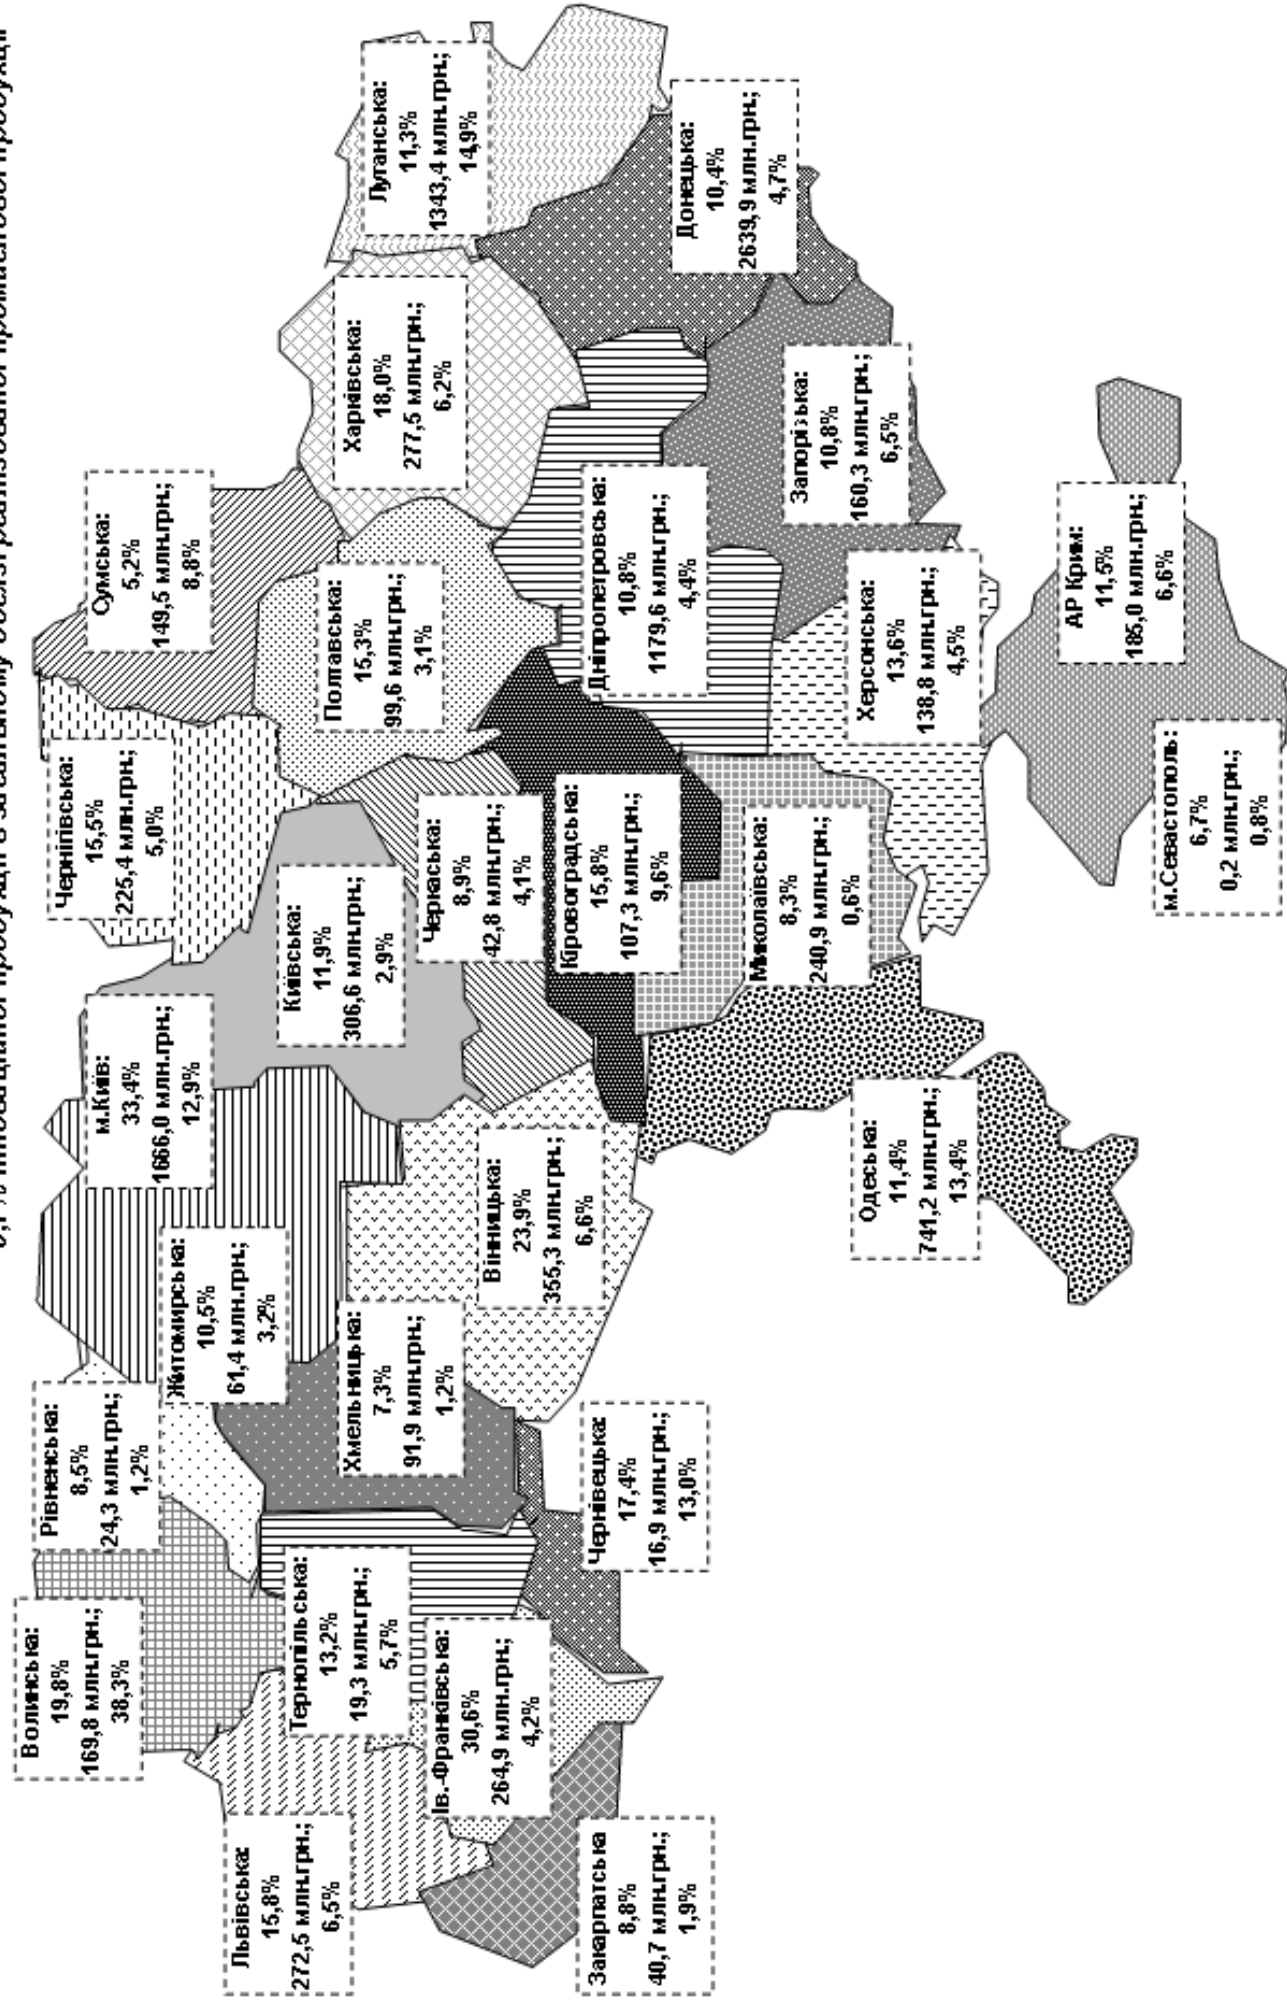 інноваційної продукції в загальному обсязі реалізованої промислової продукції
Волинська:
19,8%
169,8 млн.грн.;
38,3%
Рівненська:
8,5%
24,3 млн.грн.;
1,2%
Житомирська:
10,5%
61,4 млн.грн.;
3,2%
м.Київ:
33,4%
1666,0 млн.грн.;
12,9%
Чернігівська:
15,5%
225,4 млн.грн.;
5,0%
Сумська:
5,2%
149,5 млн.грн.;
8,8%
Львівська:
15,8%
272,5 млн.грн.;
6,5%
Тернопільська:
13,2%
19,3 млн.грн.;
5,7%
Хмельницька:
7,3%
91,9 млн.грн.;
1,2%
Київська:
11,9%
306,6 млн.грн.;
2,9%
Полтавська:
15,3%
99,6 млн.грн.;
3,1%
Харківська:
18,0%
277,5 млн.грн.;
6,2%
Луганська:
11,3%
1343,4 млн.грн.;
14,9%
Ів.-Франківська:
30,6%
264,9 млн.грн.;
4,2%
Вінницька:
23,9%
355,3 млн.грн.;
6,6%
Черкаська:
8,9%
42,8 млн.грн.;
4,1%
Закарпатська
8,8%
40,7 млн.грн.;
1,9%
Чернівецька:
17,4%
16,9 млн.грн.;
13,0%
Кіровоградська:
15,8%
107,3 млн.грн.;
9,6%
Дніпропетровська:
10,8%
1179,6 млн.грн.;
4,4%
Донецька:
10,4%
2639,9 млн.грн.;
4,7%
Миколаївська:
8,3%
240,9 млн.грн.;
0,6%
Запорізька:
10,8%
160,3 млн.грн.;
6,5%
Одеська:
11,4%
741,2 млн.грн.;
13,4%
Херсонська:
13,6%
138,8 млн.грн.;
4,5%
АР Крим:
11,5%
185,0 млн.грн.;
6,6%
м.Севастополь:
6,7%
0,2 млн.грн.;
0,8%